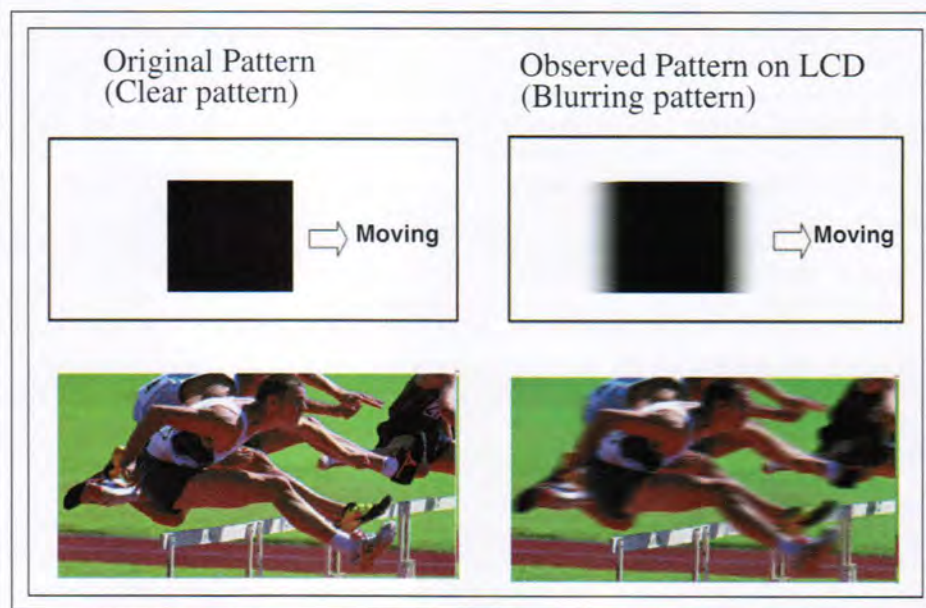 Original Pattern
(Clear pattern)
Observed Pattern on LCD
(Blurring pattern)
Moving
Moving